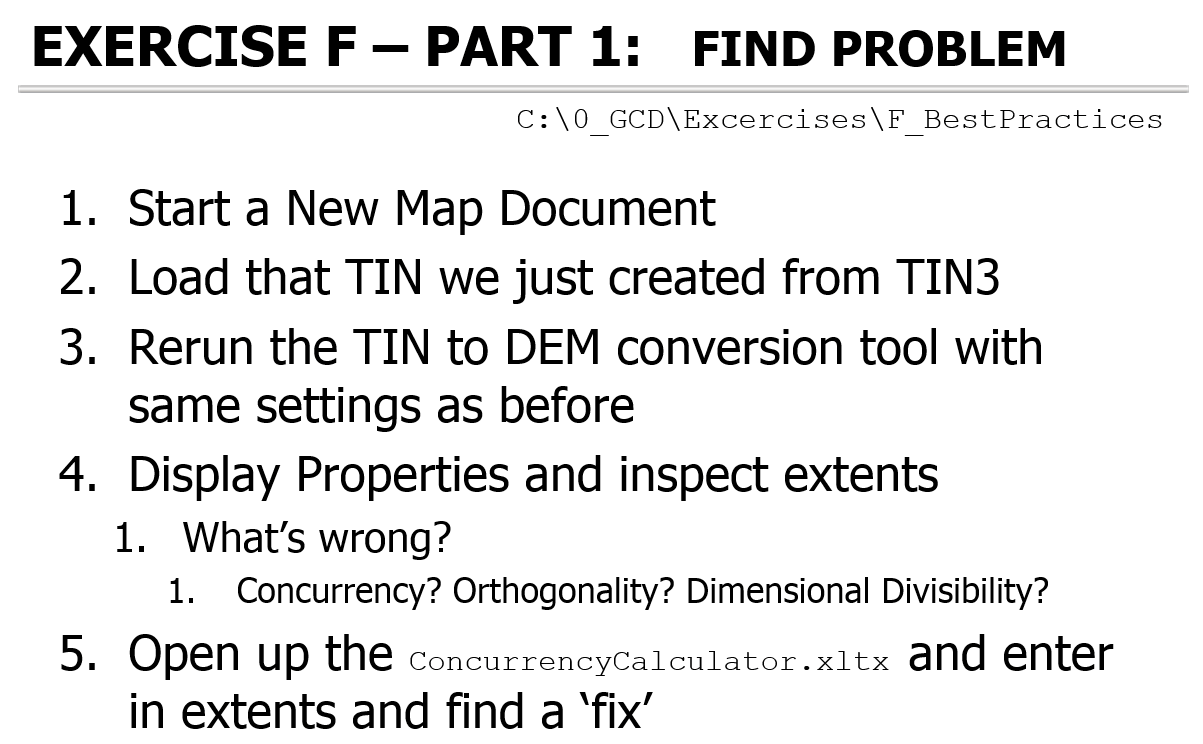 EXERCISE F – PART 1: FIND PROBLEM
C:\0_GCD\Excercises\F_BestPractices
1. Start a New Map Document
2. Load that TIN we just created from TIN3
3. Rerun the TIN to DEM conversion tool with
same settings as before
4. Display Properties and inspect extents
1. What’s wrong?
1. Concurrency? Orthogonality? Dimensional Divisibility?
5. Open up the ConcurrencyCalculator.xltx and enter
in extents and find a ‘fix’